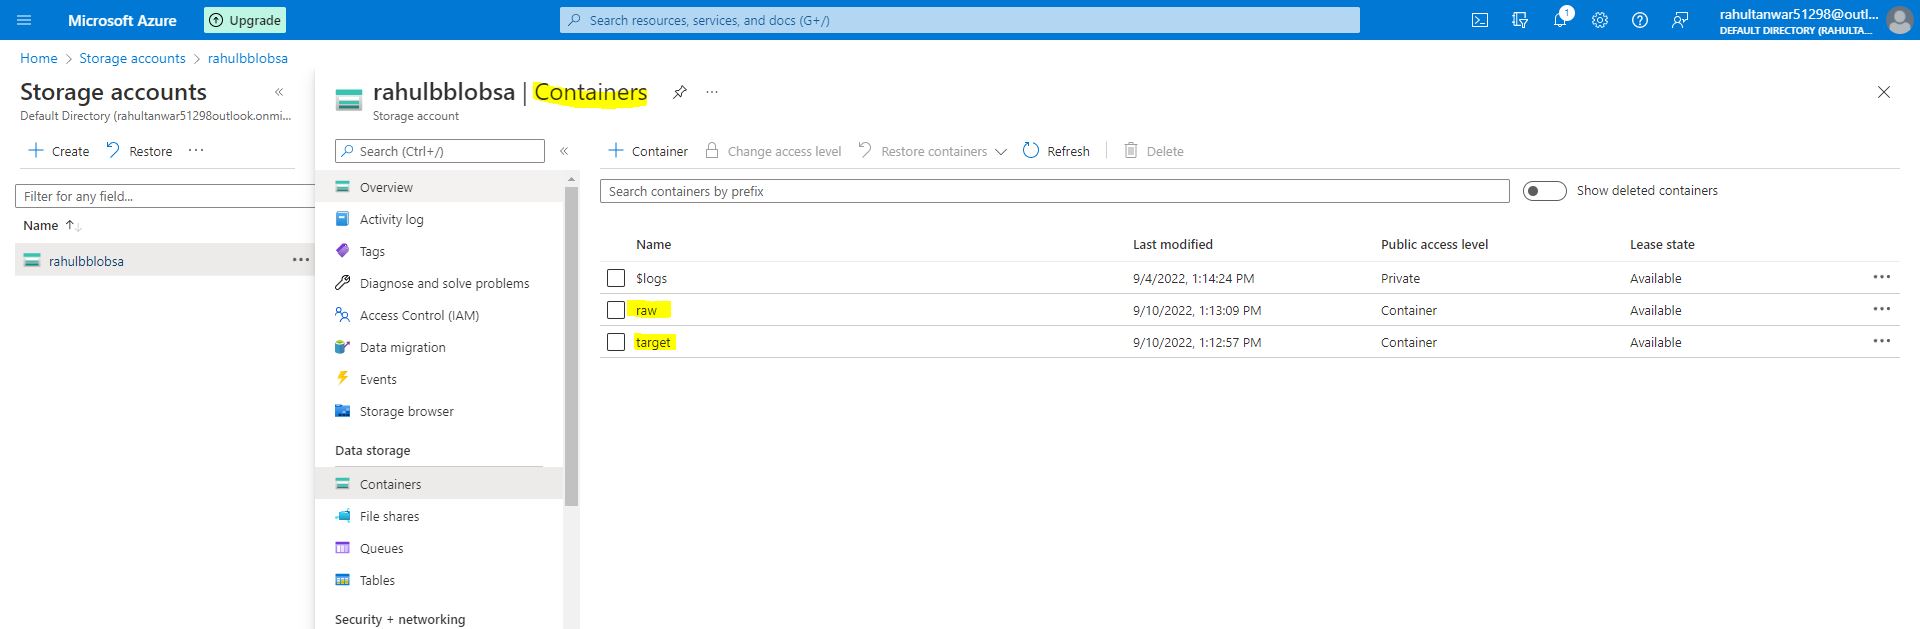 Microsoft Azure
Upgrade
Search resources, services, and docs (G+/)
1
rahultanwar51298@outl...
DEFAULT DIRECTORY (RAHULTA...
Home > Storage accounts > rahulbblobsa
Storage accounts «
Default Directory (rahultanwar51298outlook.onmi...
+ Create Restore ...
Filter for any field...
Name ↑↓
rahulbblobsa ...
rahulbblobsa | Containers ...
Storage account
Search (Ctrl+/) «
Overview
Activity log
Tags
Diagnose and solve problems
Access Control (IAM)
Data migration
Events
Storage browser
Data storage
Containers
File shares
Queues
Tables
Security + networking
+ Container Change access level Restore containers Refresh Delete
Search containers by prefix Show deleted containers
Name Last modified Public access level Lease state
$logs 9/4/2022, 1:14:24 PM Private Available ...
raw 9/10/2022, 1:13:09 PM Container Available ...
target 9/10/2022, 1:12:57 PM Container Available ...